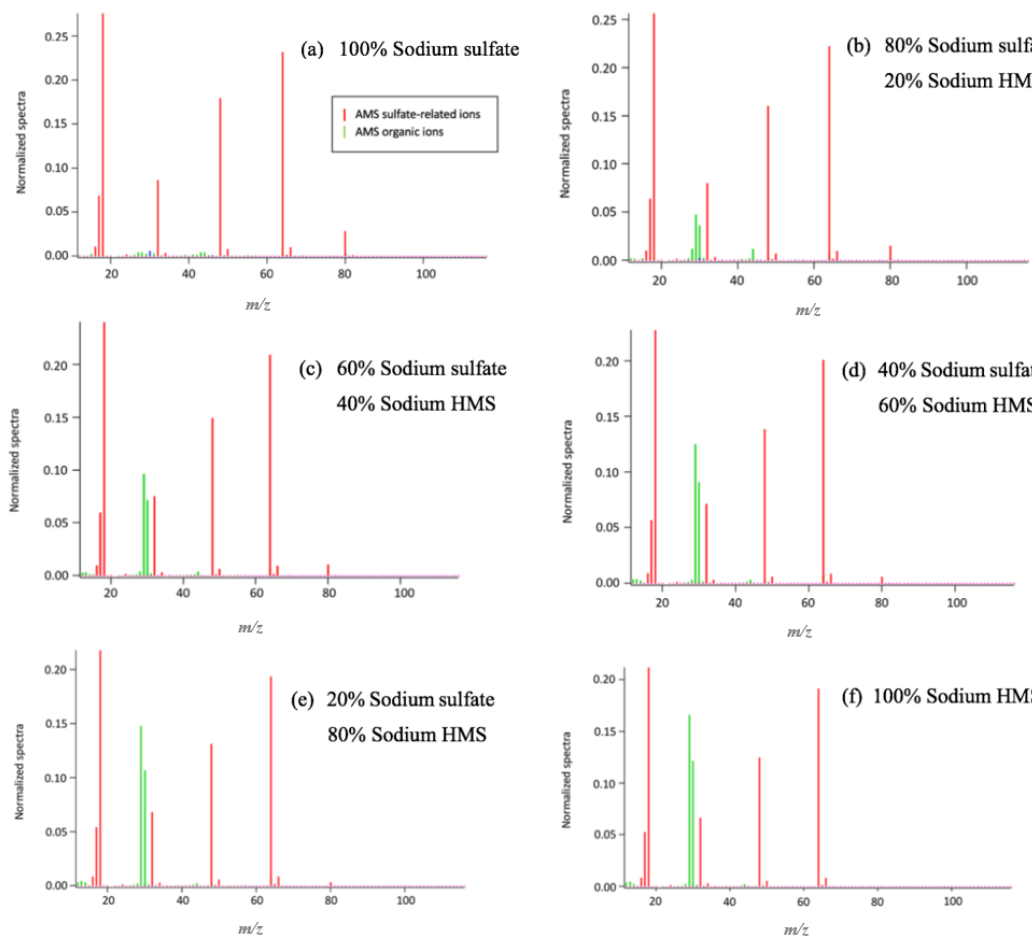 0.25
0.20
0.15
0.10
0.05
0.00
Normalized spectra
(a) 100% Sodium sulfate
AMS sulfate-related ions
AMS organic ions
20 40 60 80 100
m/z
0.25
0.20
0.15
0.10
0.05
0.00
Normalized spectra
(b) 80% Sodium sulfa
20% Sodium HM
20 40 60 80 100
m/z
0.20
0.15
0.10
0.05
0.00
Normalized spectra
(c) 60% Sodium sulfate
40% Sodium HMS
20 40 60 80 100
m/z
0.20
0.15
0.10
0.05
0.00
Normalized spectra
(d) 40% Sodium sulfat
60% Sodium HMS
20 40 60 80 100
m/z
0.20
0.15
0.10
0.05
0.00
Normalized spectra
(e) 20% Sodium sulfate
80% Sodium HMS
20 40 60 80 100
m/z
0.20
0.15
0.10
0.05
0.00
Normalized spectra
(f) 100% Sodium HMS
20 40 60 80 100
m/z